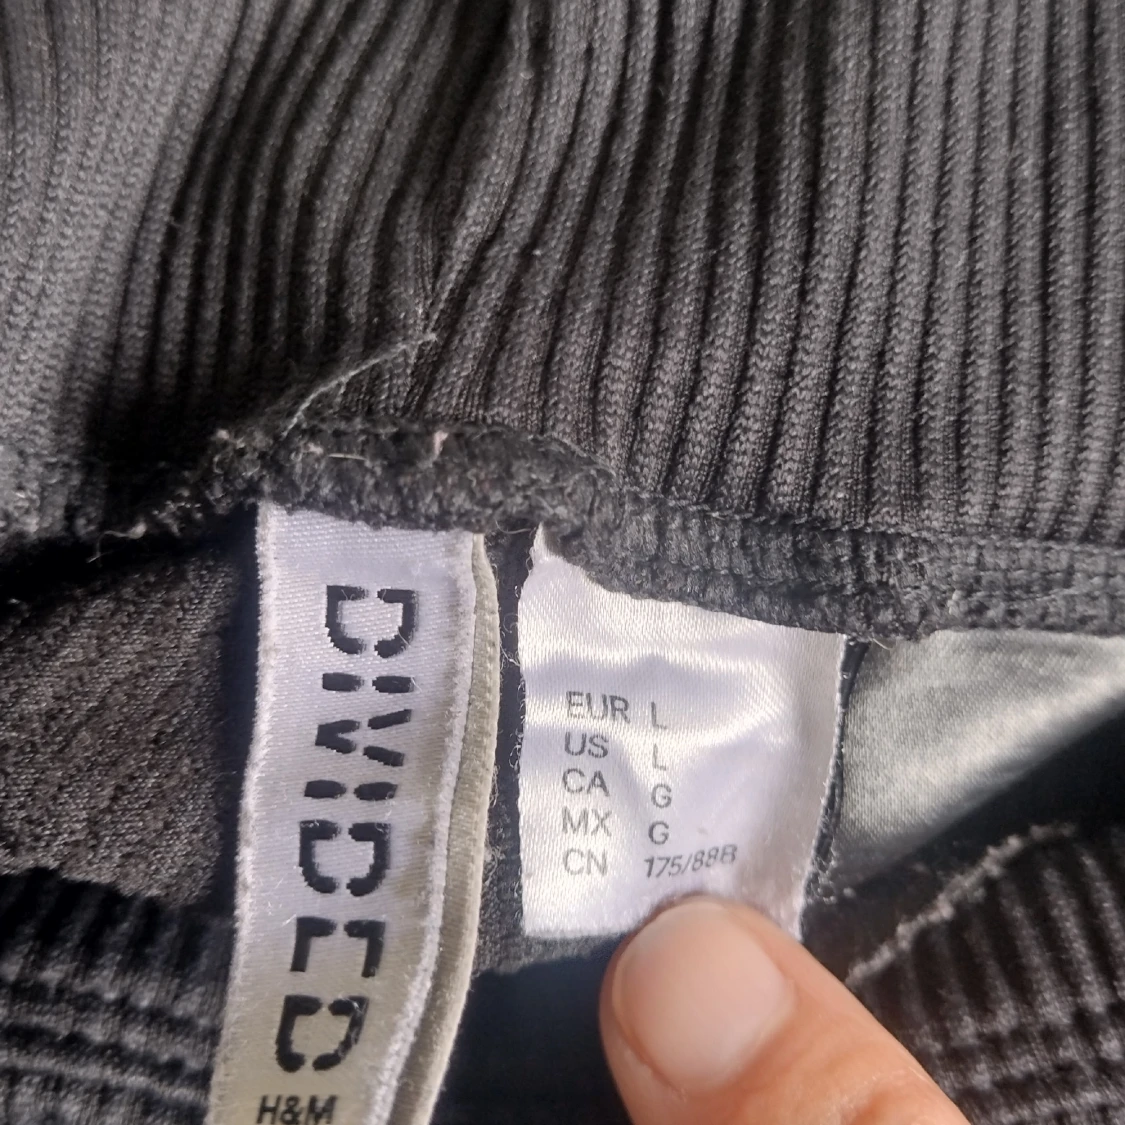 DIVIDED
H&M
EUR L
US L
CA G
MX G
CN 175/88B